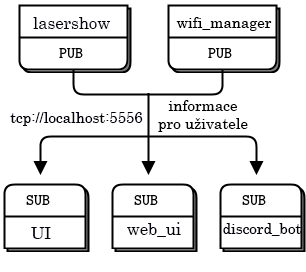 lasershow
PUB
wifi_manager
PUB
tcp://localhost:5556
informace
pro uživatele
SUB
UI
SUB
web_ui
SUB
discord_bot